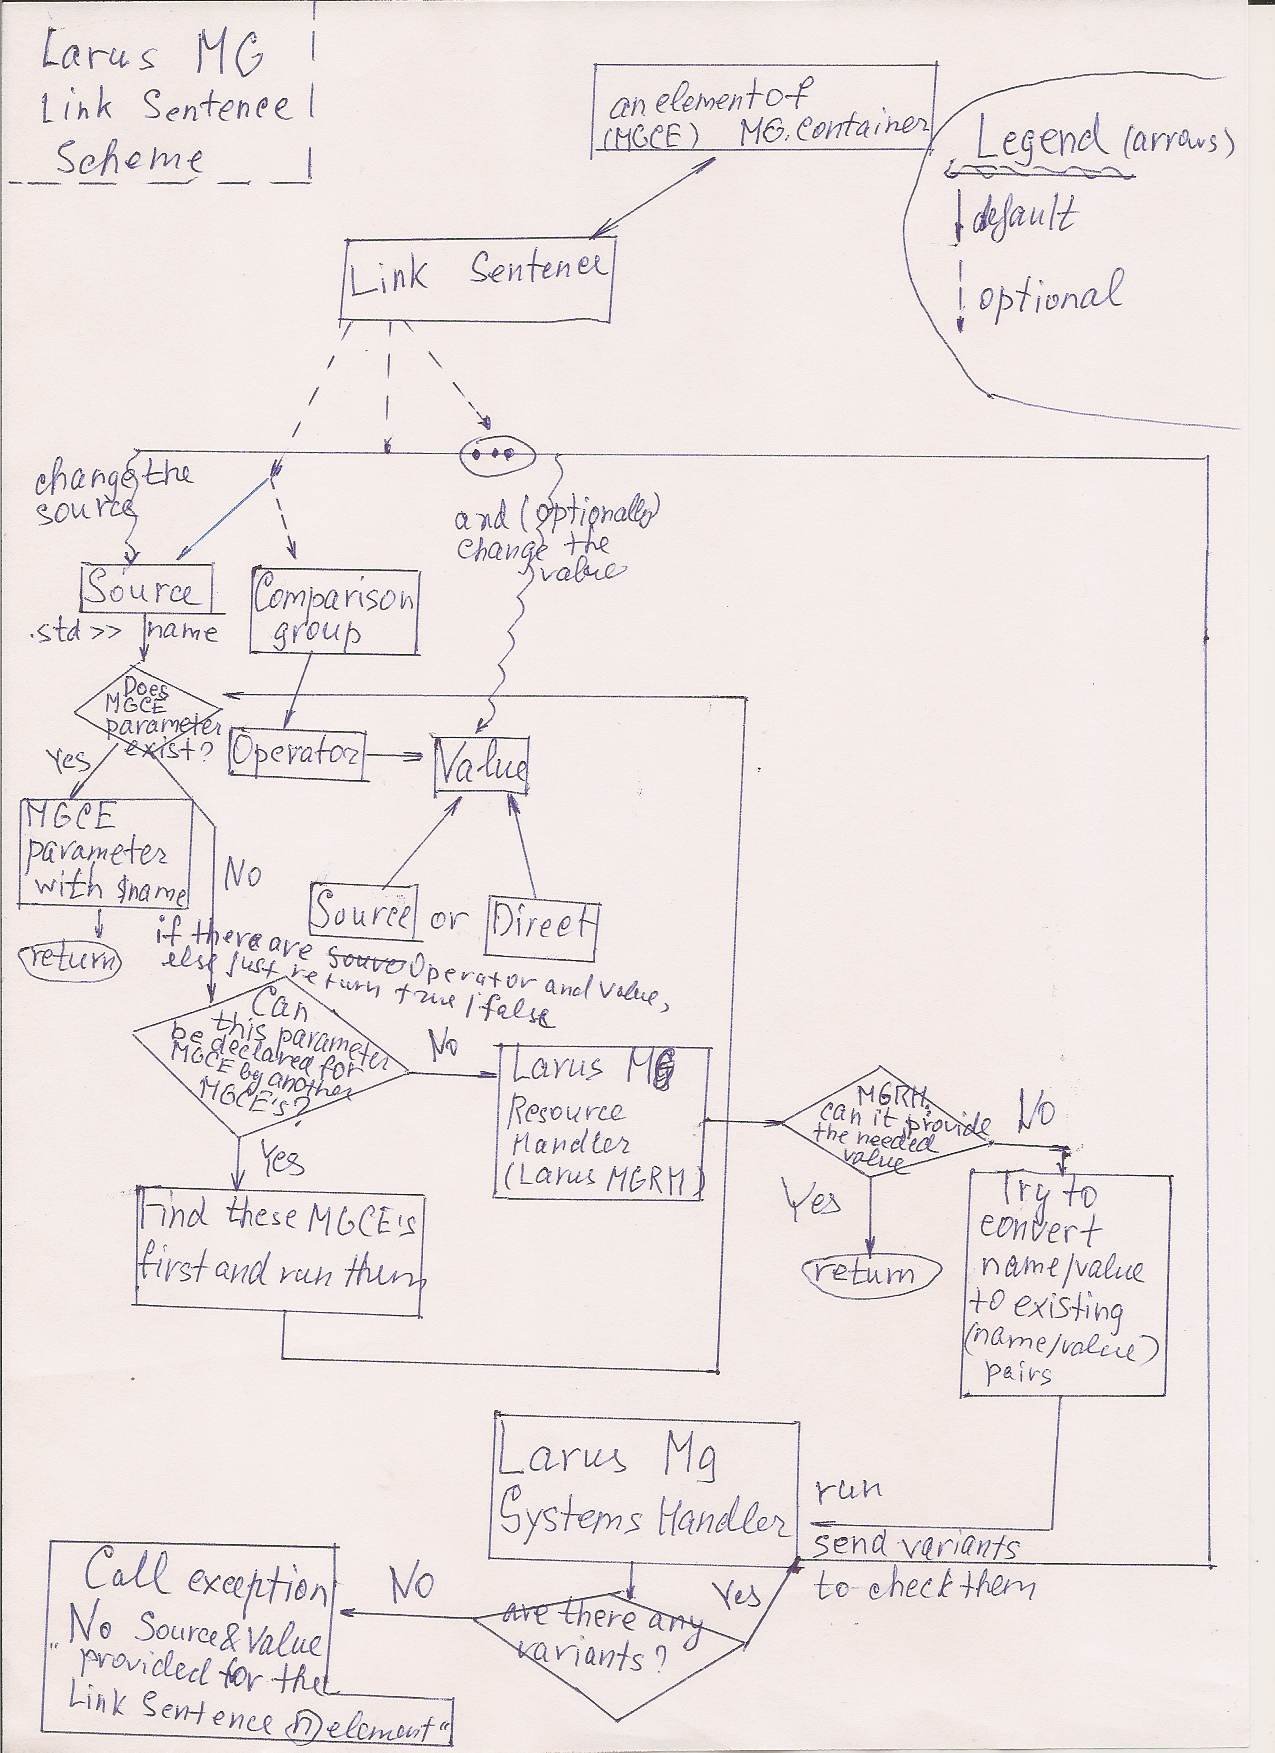 Larus MG
Link Sentence
Scheme
an element of
(MGCE) MG.container
Legend (arrows)
default
optional
Link Sentence
change the
source
and (optionally)
change the
value
Source
.std >> name
Comparison
group
Does
MGCE
parameter
exist?
Yes
Operator
Value
MGCE
parameter
with $name
No
return
Source or Direct
if there are Operator and Value,
else just return true/false
Can
this parameter
be declared for
MGCE by another
MGCE's?
No
Yes
Larus MG
Resource
Handler
(Larus MGRM)
MGRM.
can it provide
the needed
value
No
Yes
return
Find these MGCE's
first and run them
Try to
convert
name/value
to existing
(name/value)
pairs
Larus Mg
Systems Handler
run
send variants
to check them
are there any
variants?
Yes
No
Call exception
"No Source&Value
provided for the
Link Sentence n element"